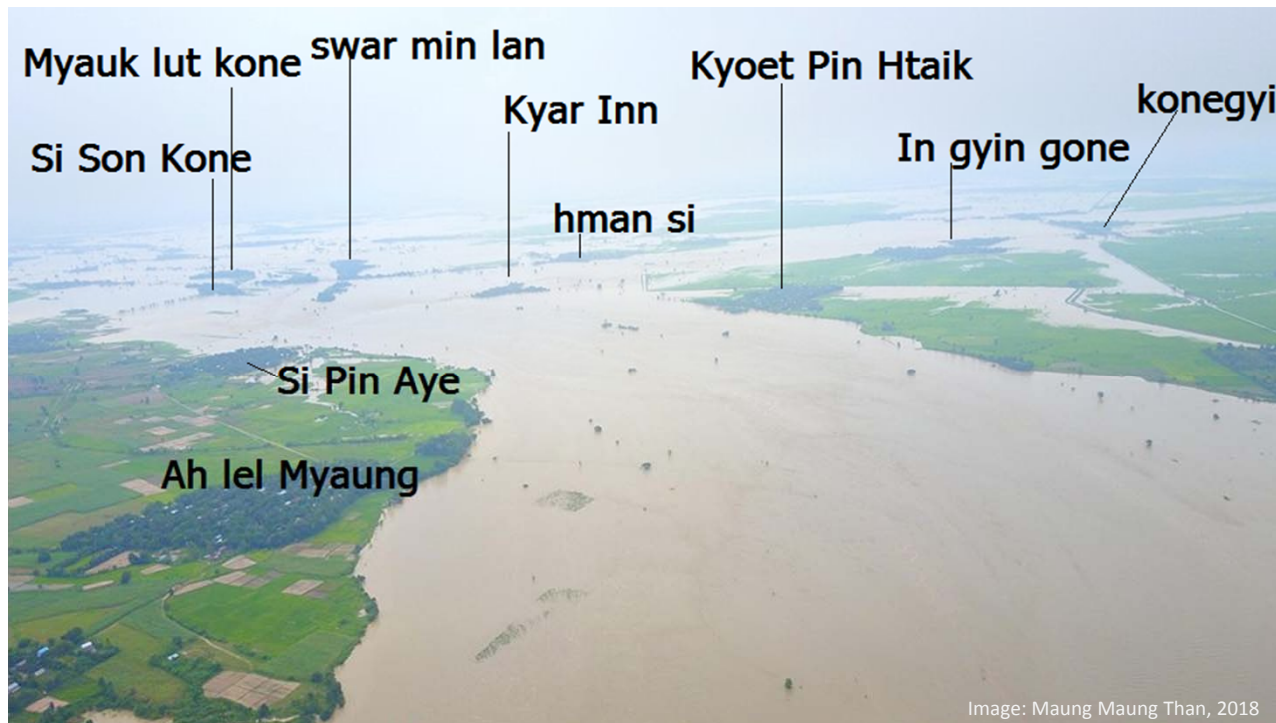 swar min lan
Myauk lut kone
Kyoet Pin Htaik
konegyi
Kyar Inn
In gyin gone
Si Son Kone
hman si
Si Pin Aye
Ah lel Myaung
Image: Maung Maung Than, 2018